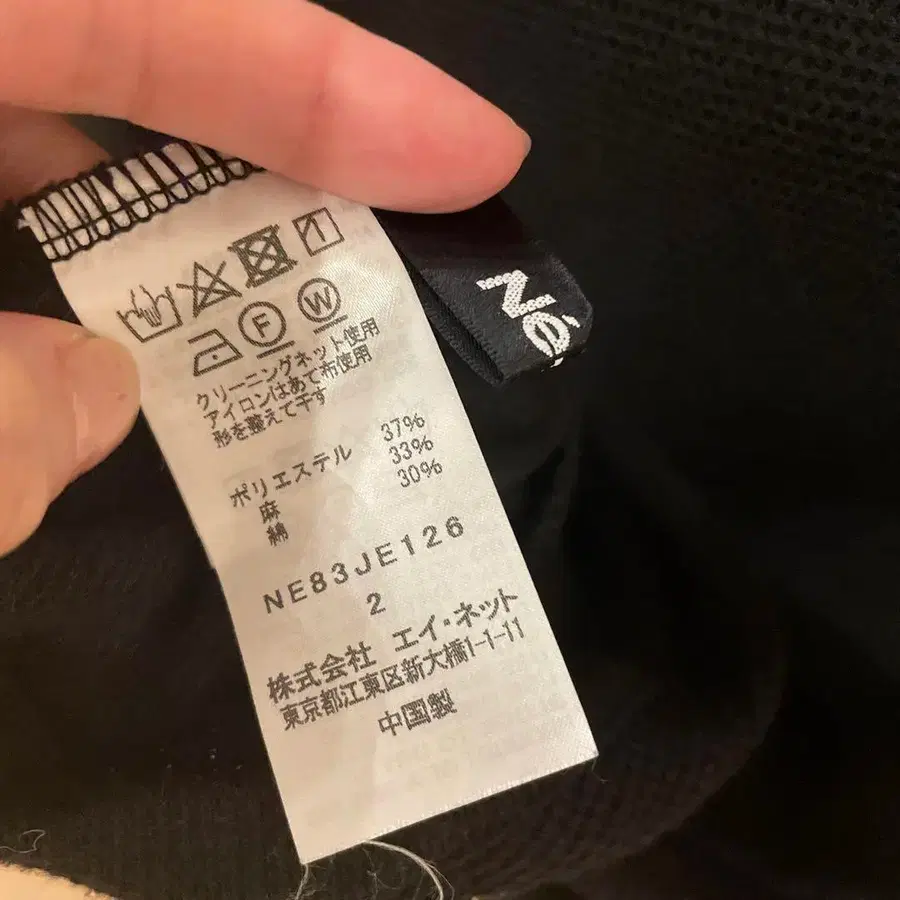 Né
F W
クリーニングネット使用
アイロンはあて布使用
形を整えて干す
ポリエステル 37%
麻 33%
綿 30%
NE83JE126
2
株式会社 エイ・ネット
東京都江東区新大橋1-1-11
中国製